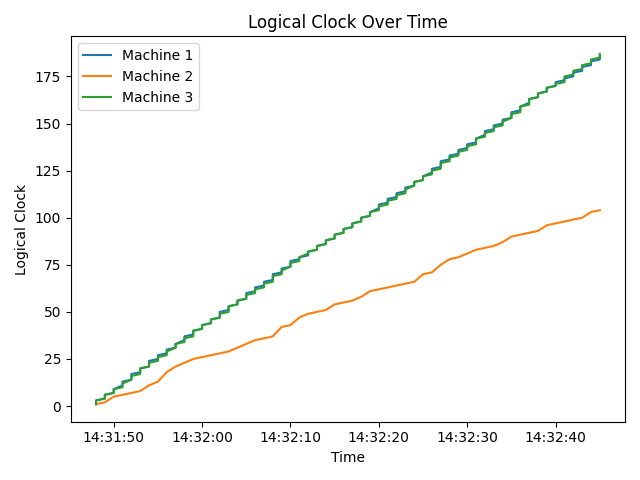 Logical Clock Over Time
Machine 1
Machine 2
Machine 3
Logical Clock
175
150
125
100
75
50
25
0
14:31:50
14:32:00
14:32:10
14:32:20
14:32:30
14:32:40
Time